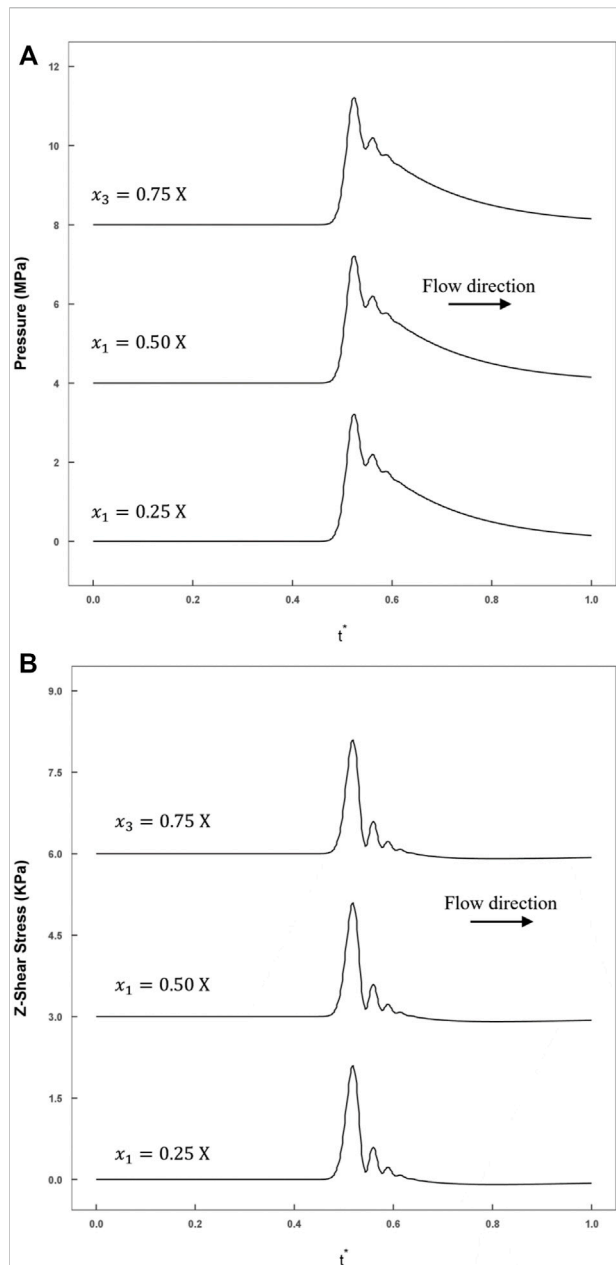 A
12
10
x₃ = 0.75 X
8
Flow direction
6
x₁ = 0.50 X
4
x₁ = 0.25 X
2
0
Pressure (MPa)
0.0 0.2 0.4 0.6 0.8 1.0
t*
B
9.0
7.5
x₃ = 0.75 X
6.0
Flow direction
4.5
x₁ = 0.50 X
3.0
1.5
x₁ = 0.25 X
0.0
Z-Shear Stress (KPa)
0.0 0.2 0.4 0.6 0.8 1.0
t*